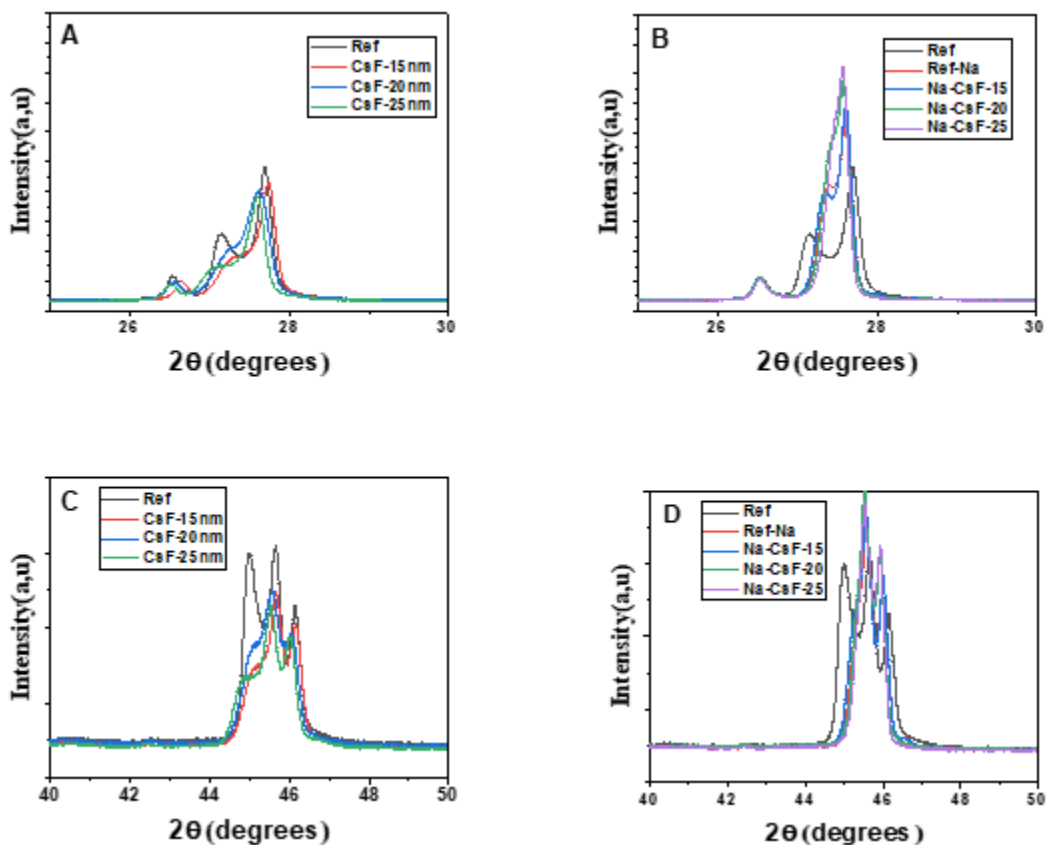 A
Ref
CsF-15nm
CsF-20nm
CsF-25nm
Intensity(a,u)
26
28
30
2θ(degrees)
B
Ref
Ref-Na
Na-CsF-15
Na-CsF-20
Na-CsF-25
Intensity(a,u)
26
28
30
2θ(degrees)
C
Ref
CsF-15nm
CsF-20nm
CsF-25nm
Intensity(a,u)
40
42
44
46
48
50
2θ(degrees)
D
Ref
Ref-Na
Na-CsF-15
Na-CsF-20
Na-CsF-25
Intensity(a,u)
40
42
44
46
48
50
2θ(degrees )